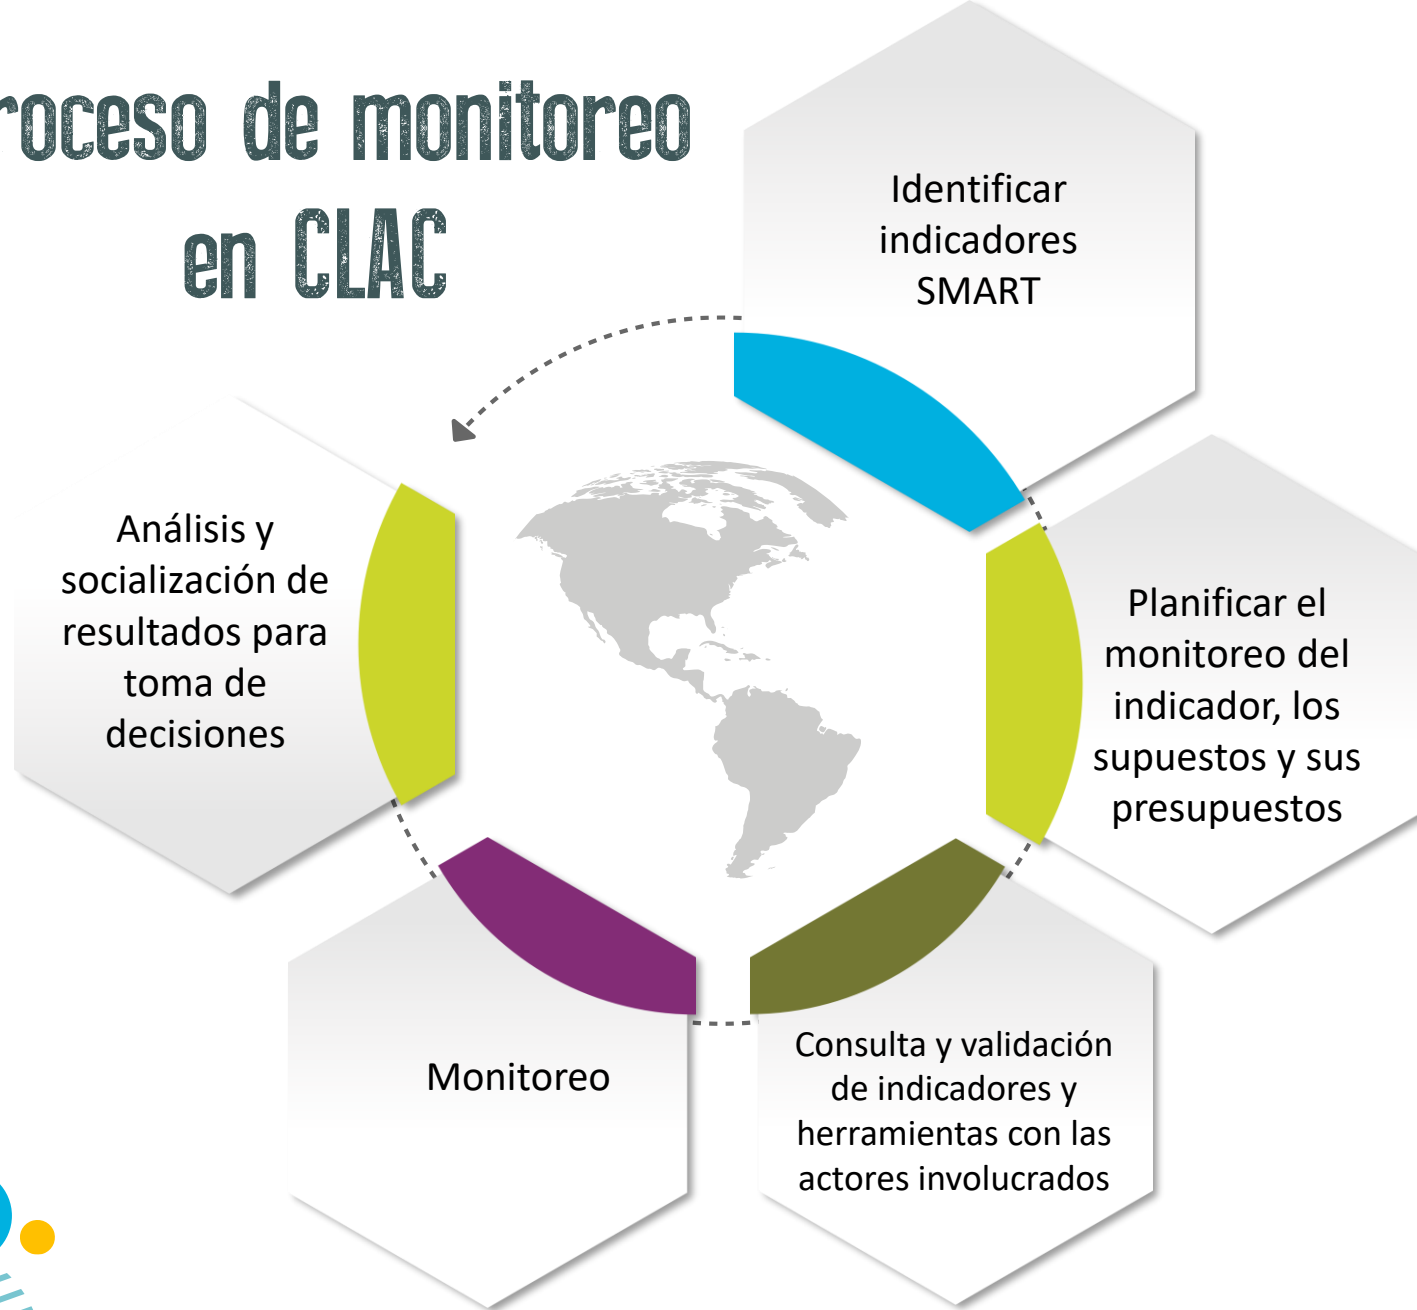 roceso de monitoreo
en CLAC
Identificar
indicadores
SMART
Planificar el
monitoreo del
indicador, los
supuestos y sus
presupuestos
Consulta y validación
de indicadores y
herramientas con las
actores involucrados
Monitoreo
Análisis y
socialización de
resultados para
toma de
decisiones